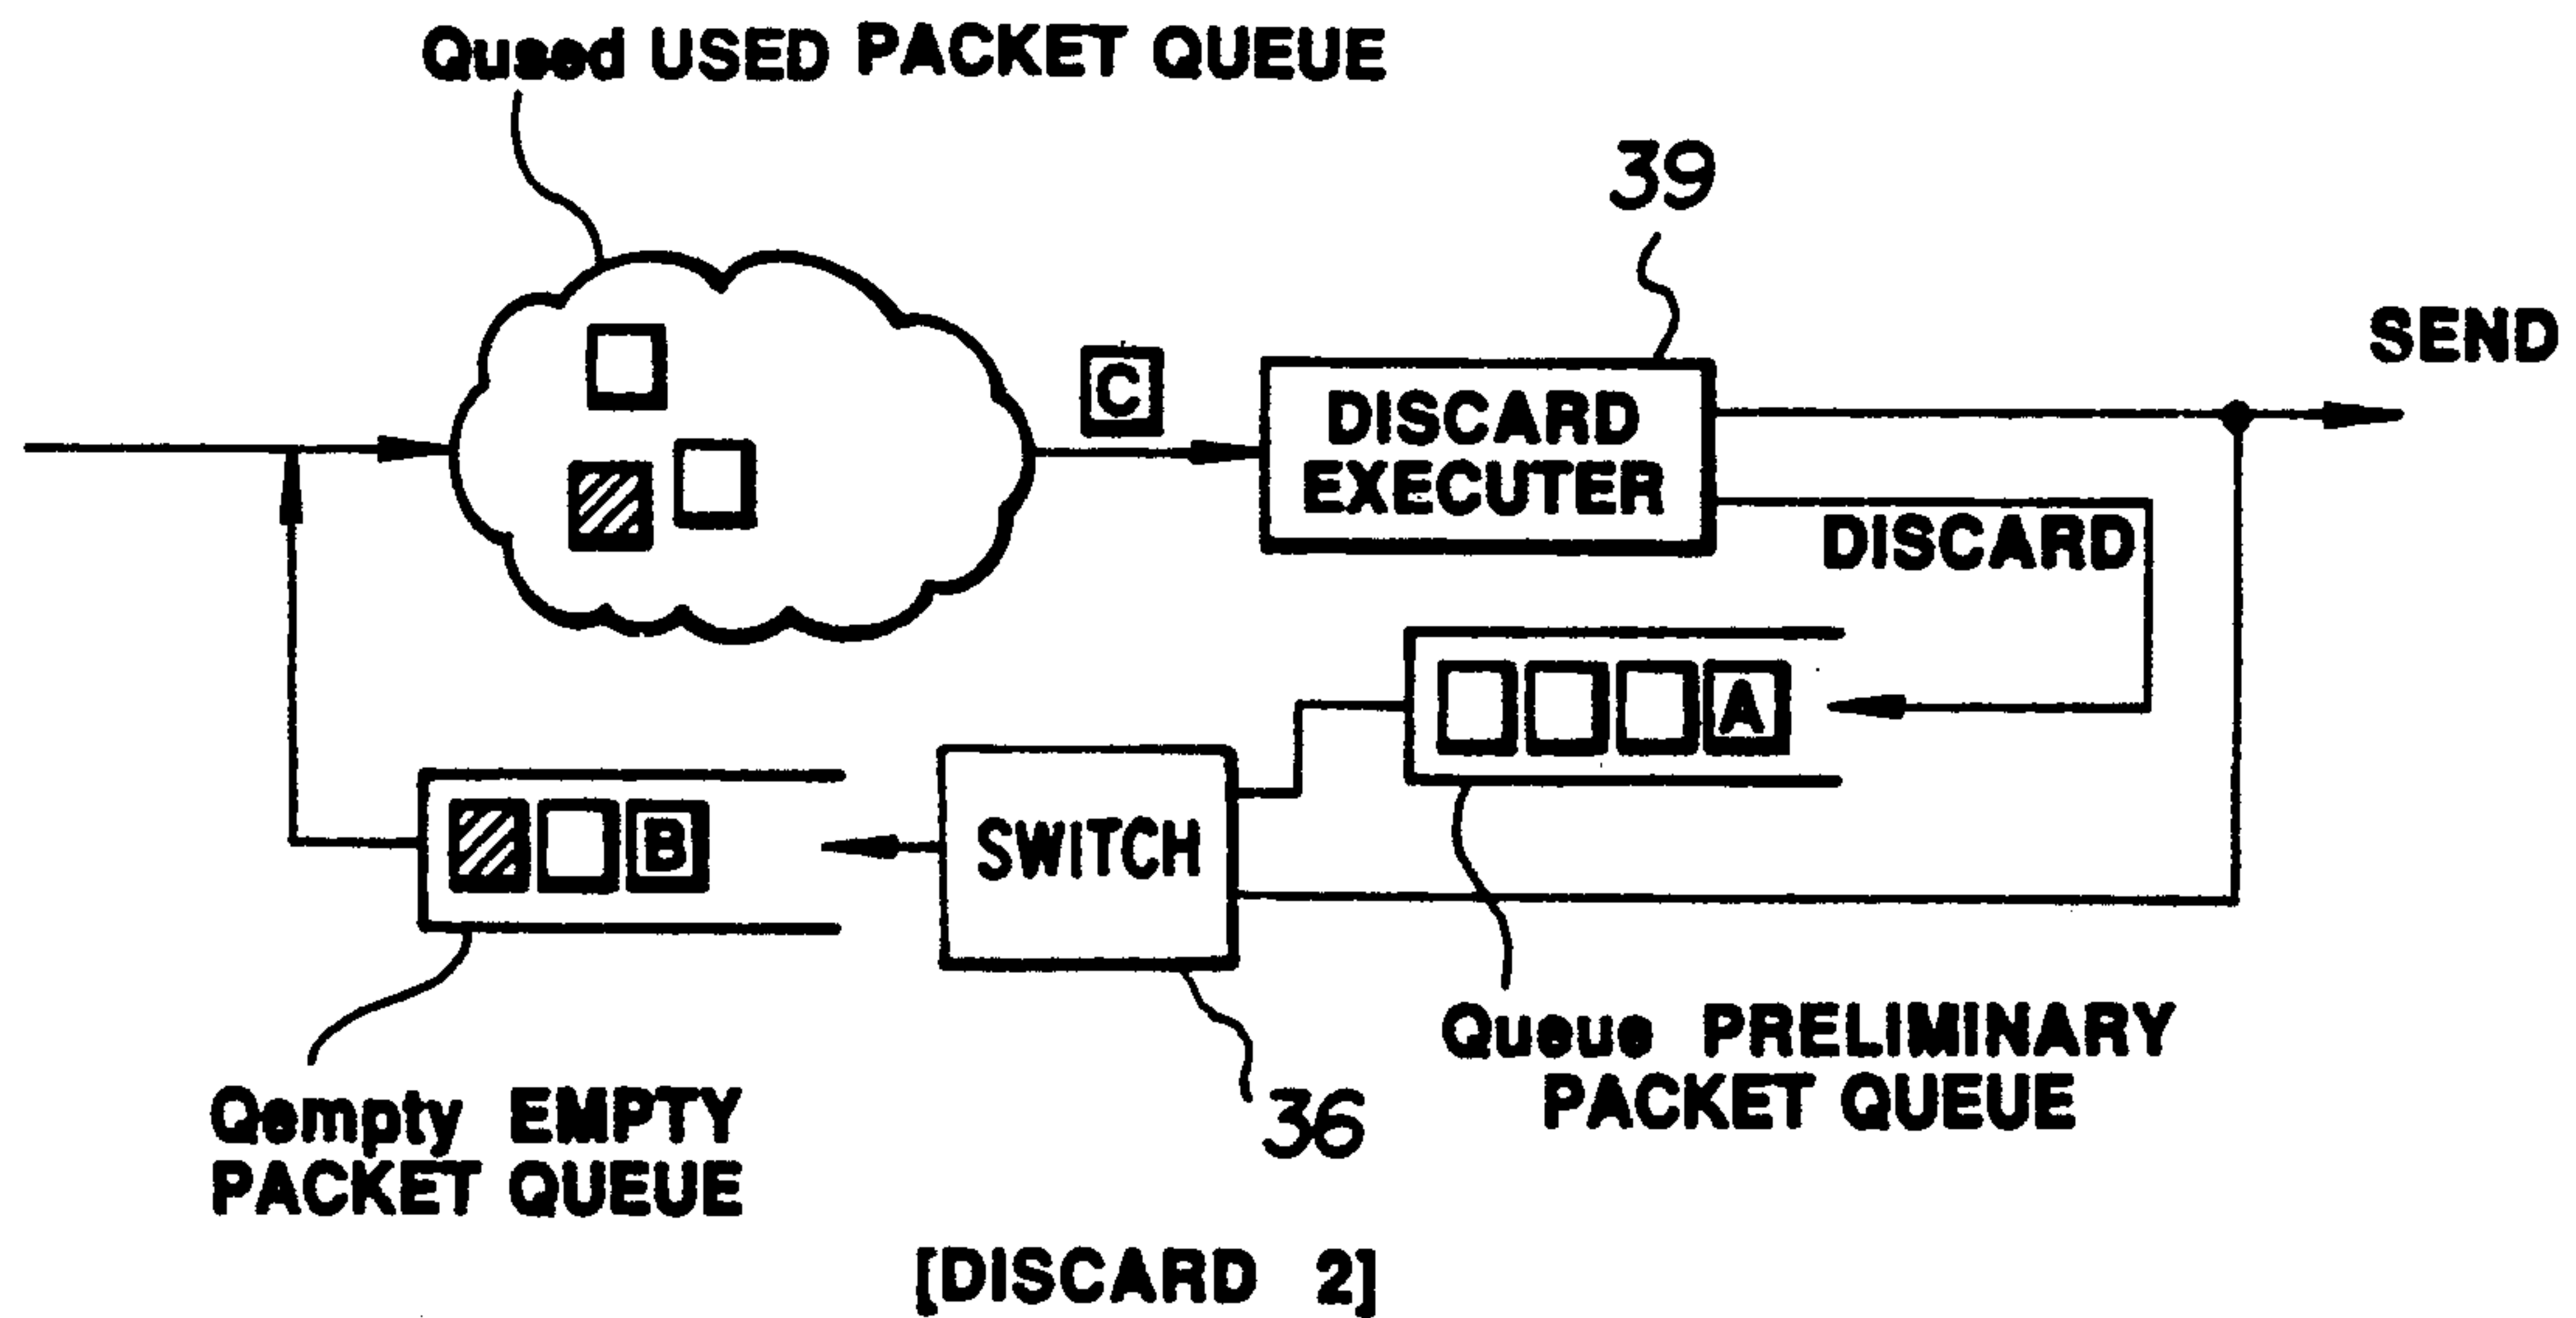 Qused USED PACKET QUEUE
39
SEND
C
DISCARD
EXECUTER
DISCARD
A
B
SWITCH
Queue PRELIMINARY
PACKET QUEUE
Qempty EMPTY
PACKET QUEUE
36
[DISCARD 2]